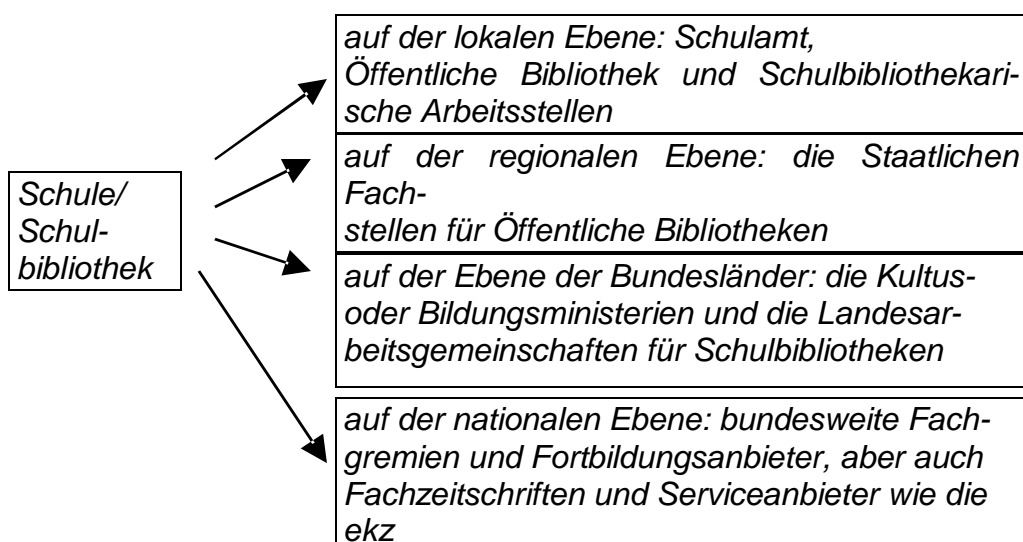 auf der lokalen Ebene: Schulamt,
Öffentliche Bibliothek und Schulbibliothekari-
sche Arbeitsstellen
auf der regionalen Ebene: die Staatlichen
Fach-
stellen für Öffentliche Bibliotheken
Schule/
Schul-
bibliothek
auf der Ebene der Bundesländer: die Kultus-
oder Bildungsministerien und die Landesar-
beitsgemeinschaften für Schulbibliotheken
auf der nationalen Ebene: bundesweite Fach-
gremien und Fortbildungsanbieter, aber auch
Fachzeitschriften und Serviceanbieter wie die
ekz